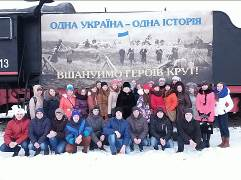 ОДНА УКРАЇНА – ОДНА ІСТОРІЯ
ВШАНУЙМО ГЕРОЇВ КРУТ!
13